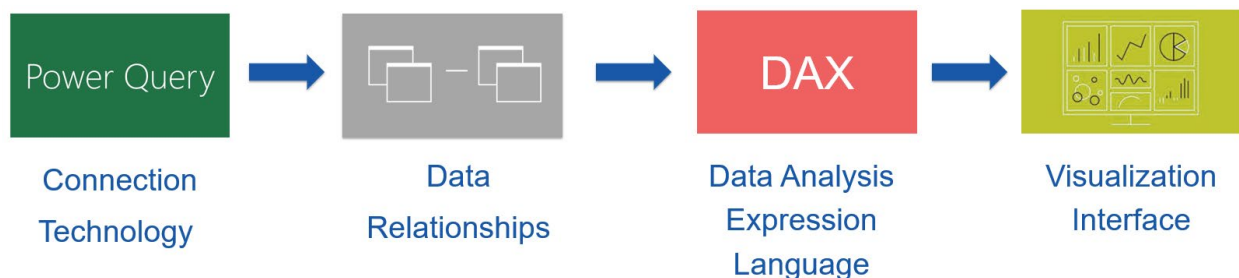 Power Query
DAX
Connection
Technology
Data
Relationships
Data Analysis
Expression
Language
Visualization
Interface